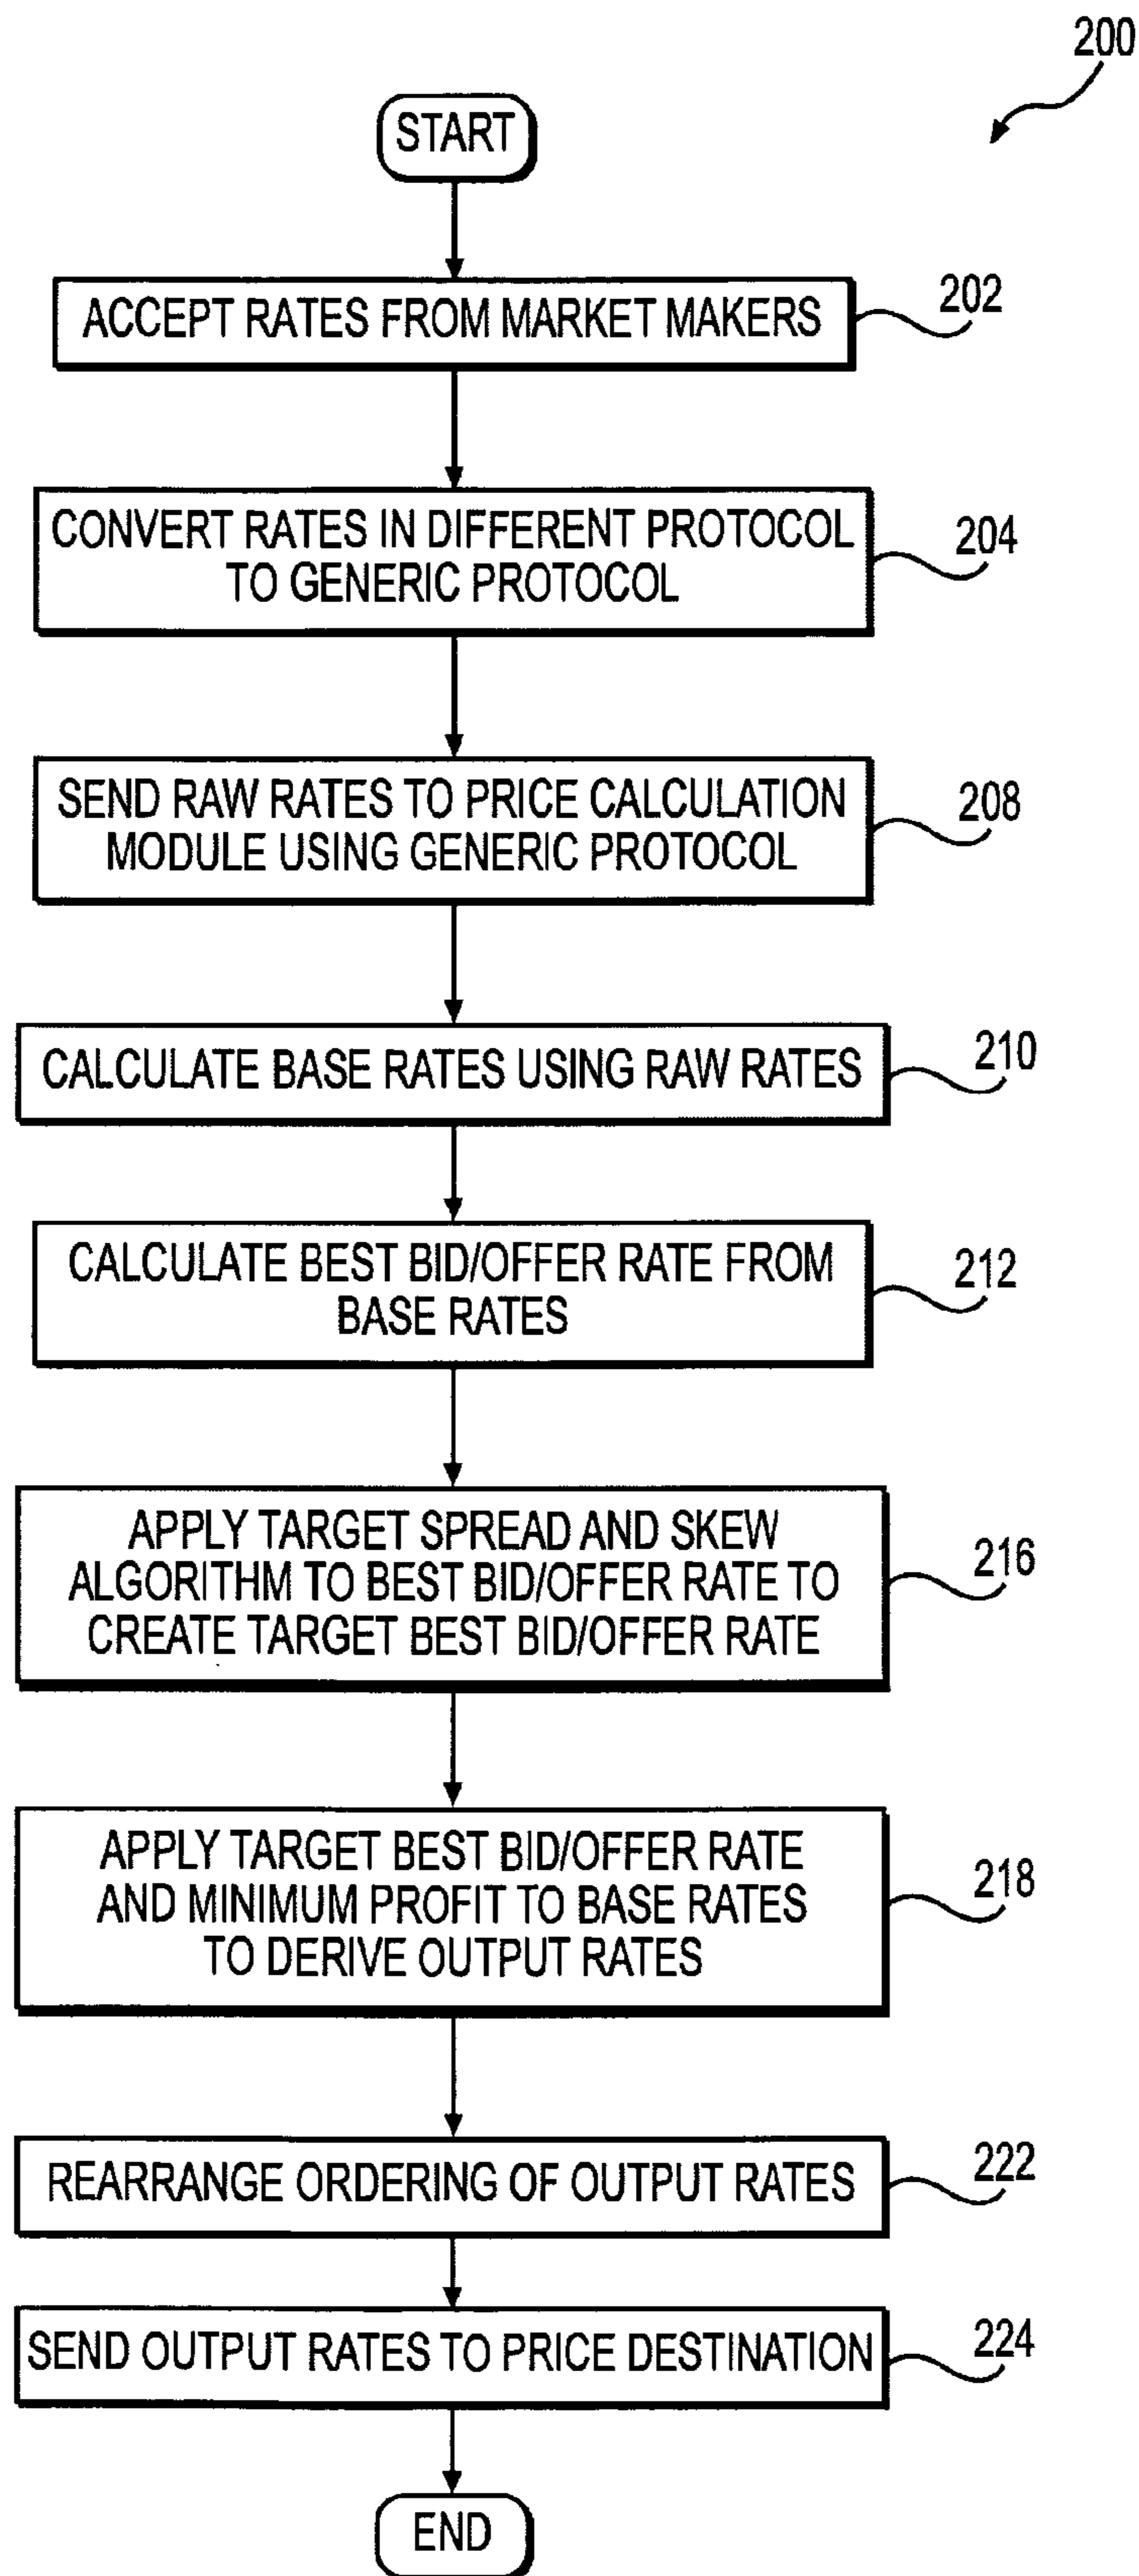 200
START
ACCEPT RATES FROM MARKET MAKERS
202
CONVERT RATES IN DIFFERENT PROTOCOL
TO GENERIC PROTOCOL
204
SEND RAW RATES TO PRICE CALCULATION
MODULE USING GENERIC PROTOCOL
208
CALCULATE BASE RATES USING RAW RATES
210
CALCULATE BEST BID/OFFER RATE FROM
BASE RATES
212
APPLY TARGET SPREAD AND SKEW
ALGORITHM TO BEST BID/OFFER RATE TO
CREATE TARGET BEST BID/OFFER RATE
216
APPLY TARGET BEST BID/OFFER RATE
AND MINIMUM PROFIT TO BASE RATES
TO DERIVE OUTPUT RATES
218
REARRANGE ORDERING OF OUTPUT RATES
222
SEND OUTPUT RATES TO PRICE DESTINATION
224
END